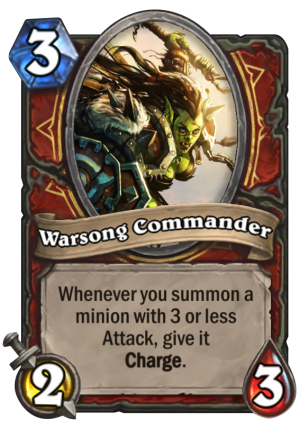 3
Warsong Commander
Whenever you summon a
minion with 3 or less
Attack, give it
Charge.
2
3